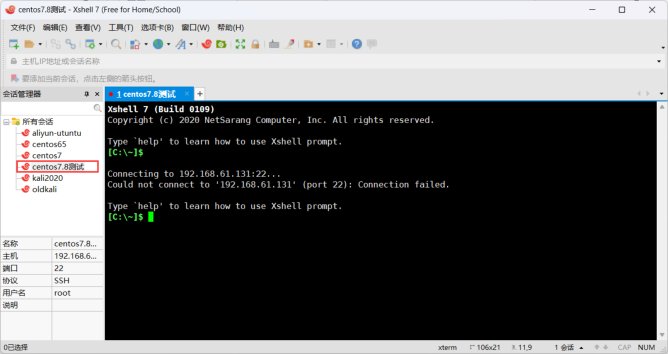 centos7.8测试 - Xshell 7 (Free for Home/School)
文件(F) 编辑(E) 查看(V) 工具(T) 选项卡(B) 窗口(W) 帮助(H)
主机,IP地址或会话名称
要添加当前会话，点击左侧的箭头按钮。
会话管理器
1 centos7.8测试
所有会话
aliyun-utuntu
centos65
centos7
centos7.8测试
kali2020
oldkali
Xshell 7 (Build 0109)
Copyright (c) 2020 NetSarang Computer, Inc. All rights reserved.
Type `help' to learn how to use Xshell prompt.
[C:\~]$
Connecting to 192.168.61.131:22...
Could not connect to '192.168.61.131' (port 22): Connection failed.
Type `help' to learn how to use Xshell prompt.
[C:\~]$
名称 centos7.8...
主机 192.168.6...
端口 22
协议 SSH
用户名 root
说明
0已选择
xterm 106x21 11,9 1 会话 CAP NUM